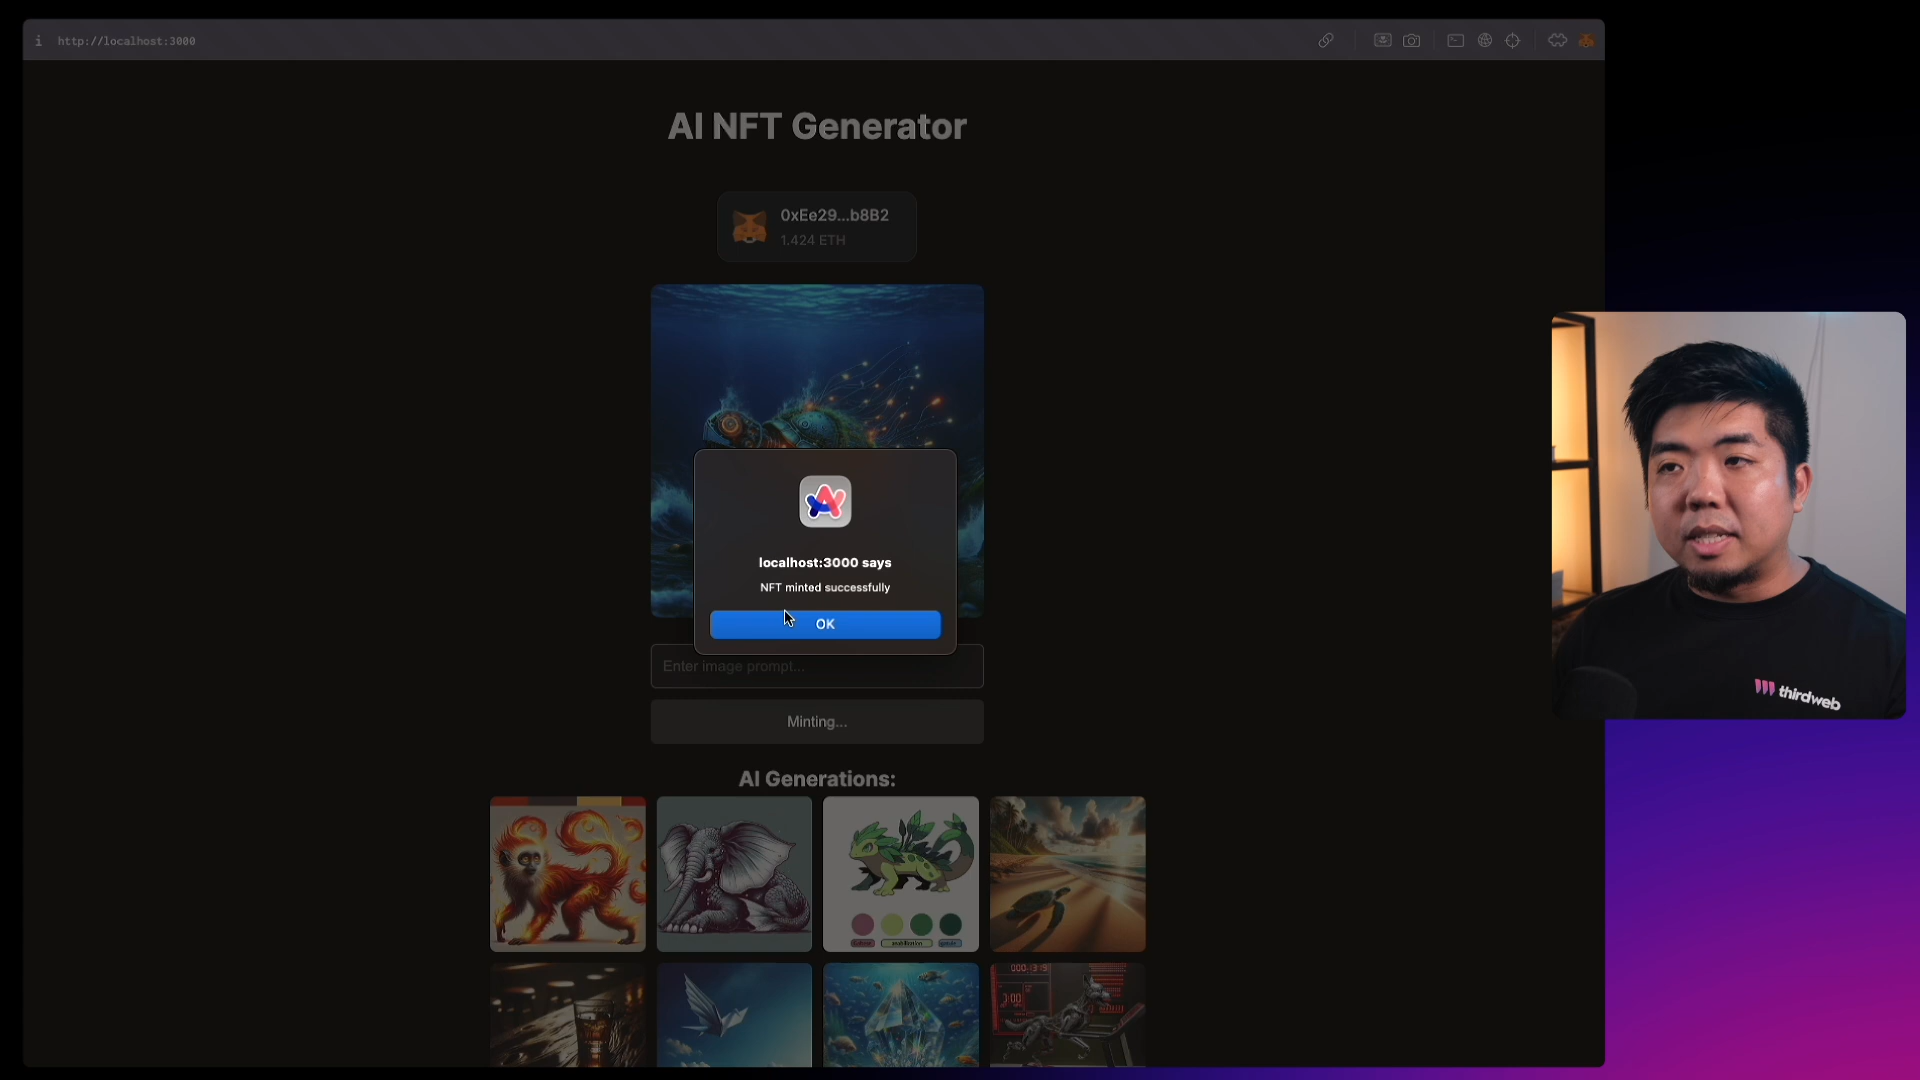 http://localhost:3000
AI NFT Generator
0xEe29...b8B2
1.424 ETH
localhost:3000 says
NFT minted successfully
OK
Enter image prompt...
Minting...
AI Generations:
thirdweb